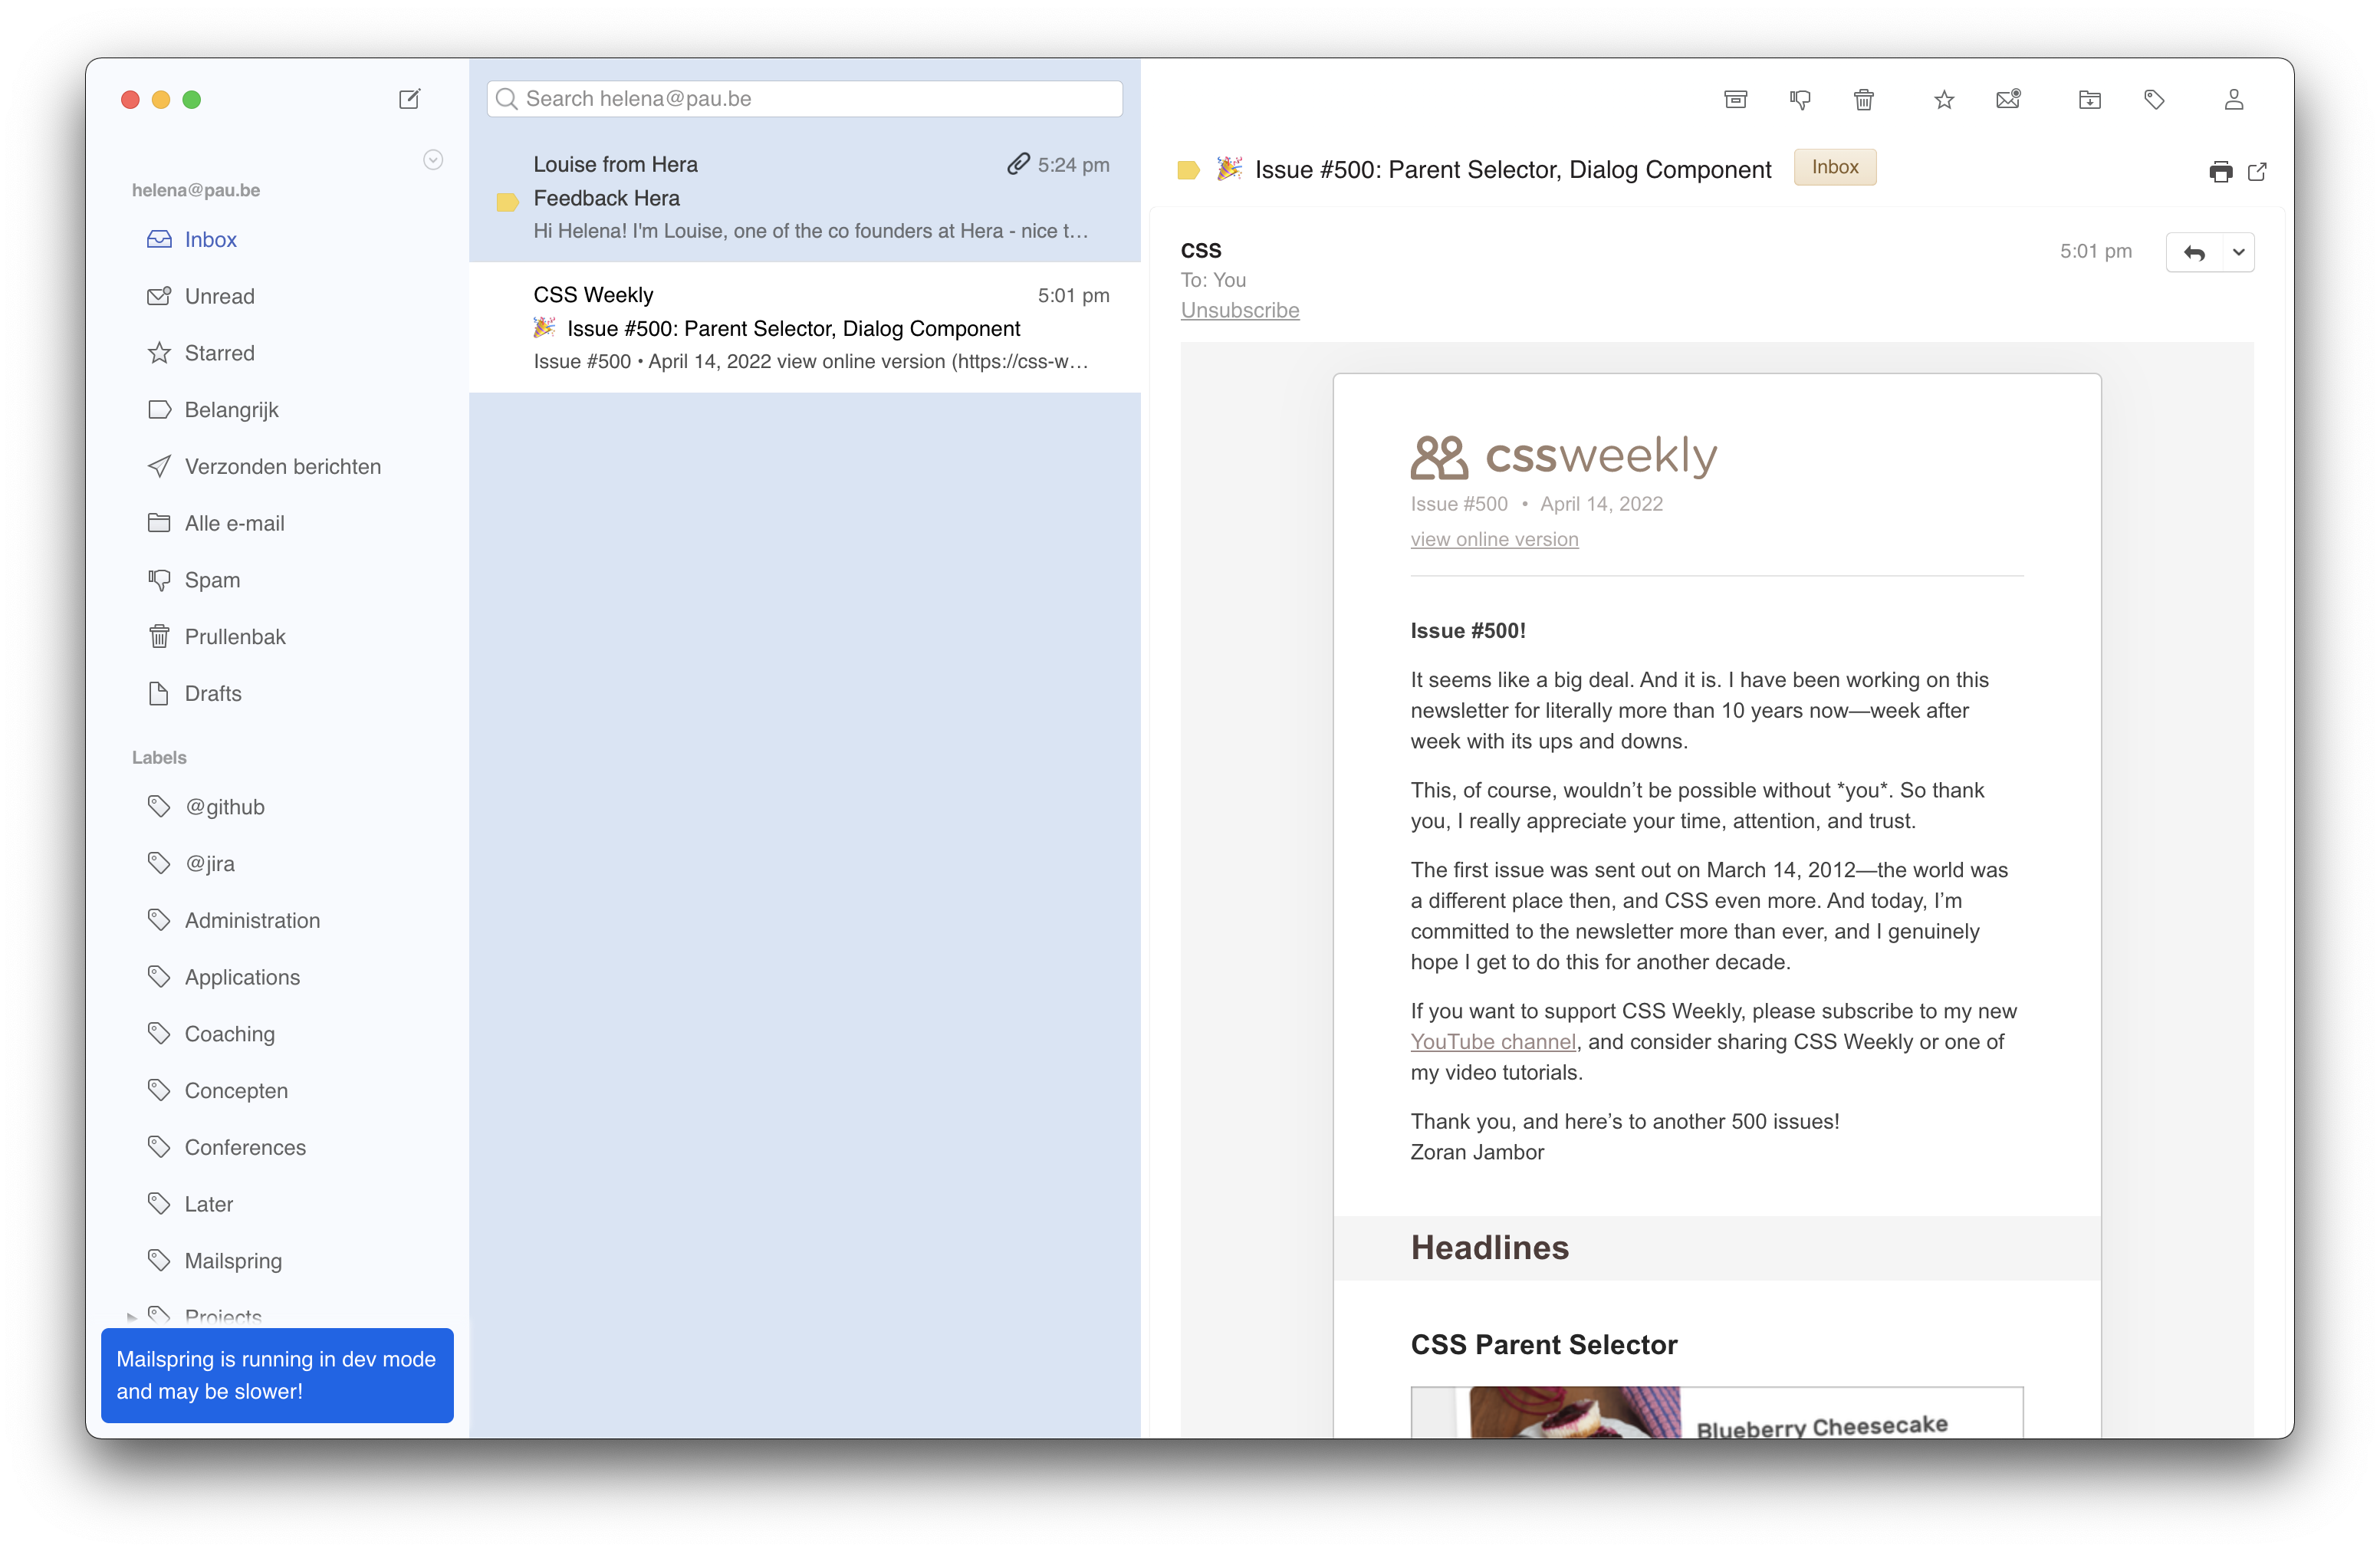 helena@pau.be
Inbox
Unread
Starred
Belangrijk
Verzonden berichten
Alle e-mail
Spam
Prullenbak
Drafts
Labels
@github
@jira
Administration
Applications
Coaching
Concepten
Conferences
Later
Mailspring
Projects
Mailspring is running in dev mode
and may be slower!
Search helena@pau.be
Louise from Hera 5:24 pm
Feedback Hera
Hi Helena! I'm Louise, one of the co founders at Hera - nice t…
CSS Weekly 5:01 pm
🎉 Issue #500: Parent Selector, Dialog Component
Issue #500 • April 14, 2022 view online version (https://css-w…
🎉 Issue #500: Parent Selector, Dialog Component Inbox
CSS 5:01 pm
To: You
Unsubscribe
cssweekly
Issue #500 • April 14, 2022
view online version
Issue #500!
It seems like a big deal. And it is. I have been working on this
newsletter for literally more than 10 years now—week after
week with its ups and downs.
This, of course, wouldn’t be possible without *you*. So thank
you, I really appreciate your time, attention, and trust.
The first issue was sent out on March 14, 2012—the world was
a different place then, and CSS even more. And today, I’m
committed to the newsletter more than ever, and I genuinely
hope I get to do this for another decade.
If you want to support CSS Weekly, please subscribe to my new
YouTube channel, and consider sharing CSS Weekly or one of
my video tutorials.
Thank you, and here’s to another 500 issues!
Zoran Jambor
Headlines
CSS Parent Selector
Blueberry Cheesecake